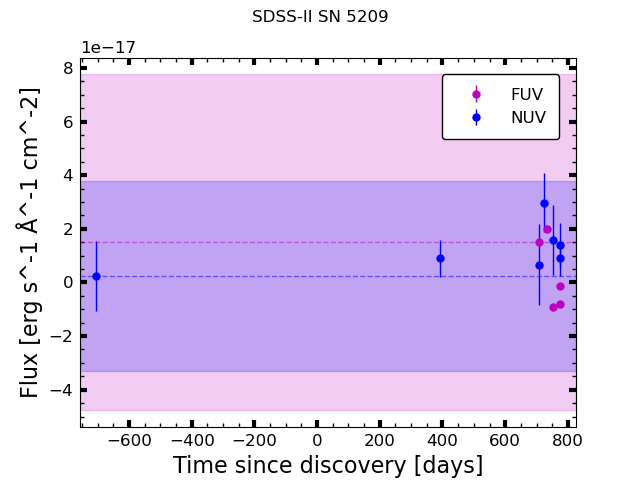 SDSS-II SN 5209
1e−17
8
6
4
2
0
−2
−4
FUV
NUV
Flux [erg s^-1 Å^-1 cm^-2]
−600 −400 −200 0 200 400 600 800
Time since discovery [days]